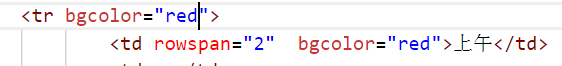 <tr bgcolor="red">
<td rowspan="2"  bgcolor="red">上午</td>